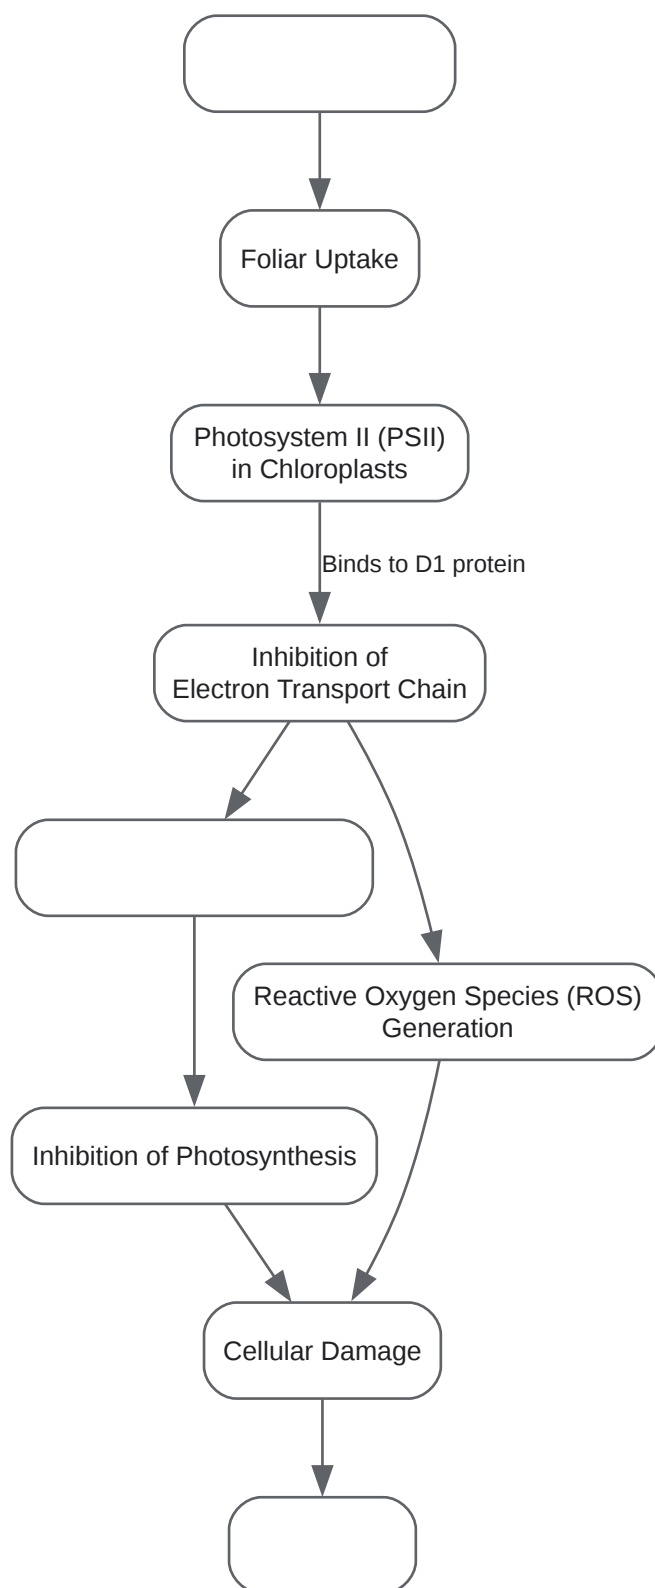 Foliar Uptake
Photosystem II (PSII)
in Chloroplasts
Binds to D1 protein
Inhibition of
Electron Transport Chain
Reactive Oxygen Species (ROS)
Generation
Inhibition of Photosynthesis
Cellular Damage